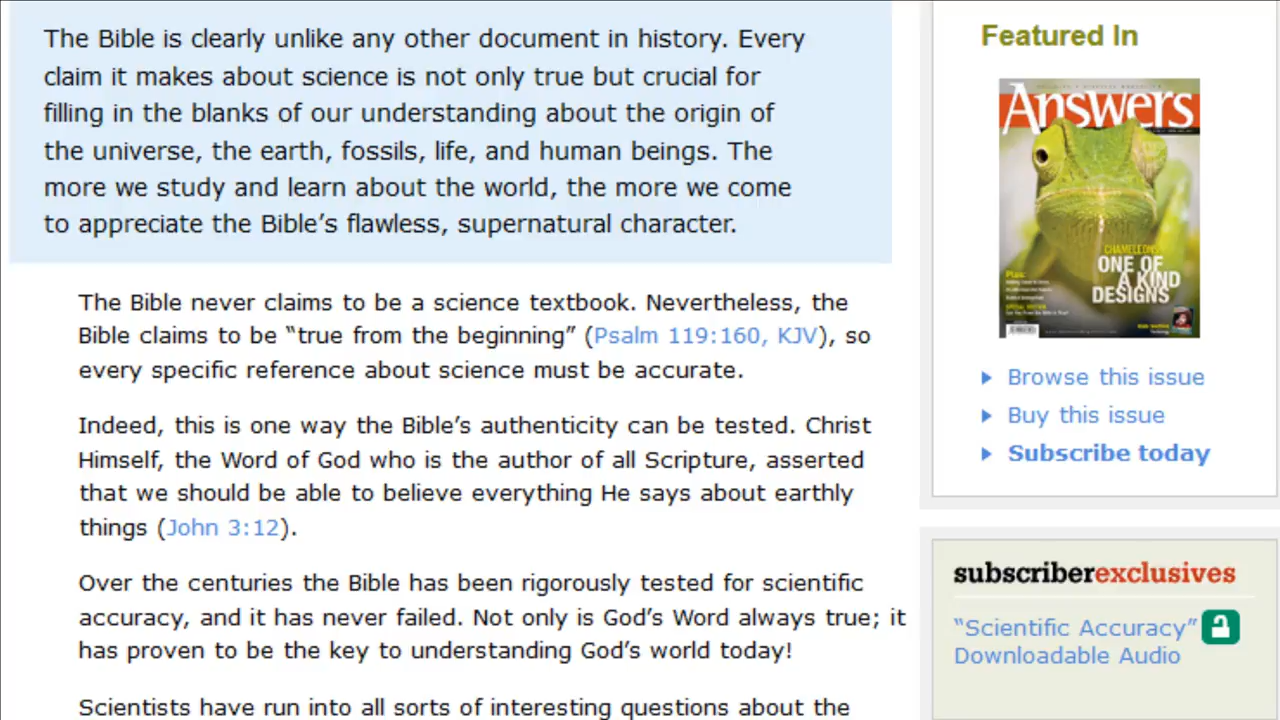 The Bible is clearly unlike any other document in history. Every
claim it makes about science is not only true but crucial for
filling in the blanks of our understanding about the origin of
the universe, the earth, fossils, life, and human beings. The
more we study and learn about the world, the more we come
to appreciate the Bible’s flawless, supernatural character.
The Bible never claims to be a science textbook. Nevertheless, the
Bible claims to be “true from the beginning” (Psalm 119:160, KJV), so
every specific reference about science must be accurate.
Indeed, this is one way the Bible’s authenticity can be tested. Christ
Himself, the Word of God who is the author of all Scripture, asserted
that we should be able to believe everything He says about earthly
things (John 3:12).
Over the centuries the Bible has been rigorously tested for scientific
accuracy, and it has never failed. Not only is God’s Word always true; it
has proven to be the key to understanding God’s world today!
Scientists have run into all sorts of interesting questions about the
Featured In
Answers
CHAMELEONS
ONE OF
A KIND
DESIGNS
Plus:
Browse this issue
Buy this issue
Subscribe today
subscriberexclusives
“Scientific Accuracy”
Downloadable Audio